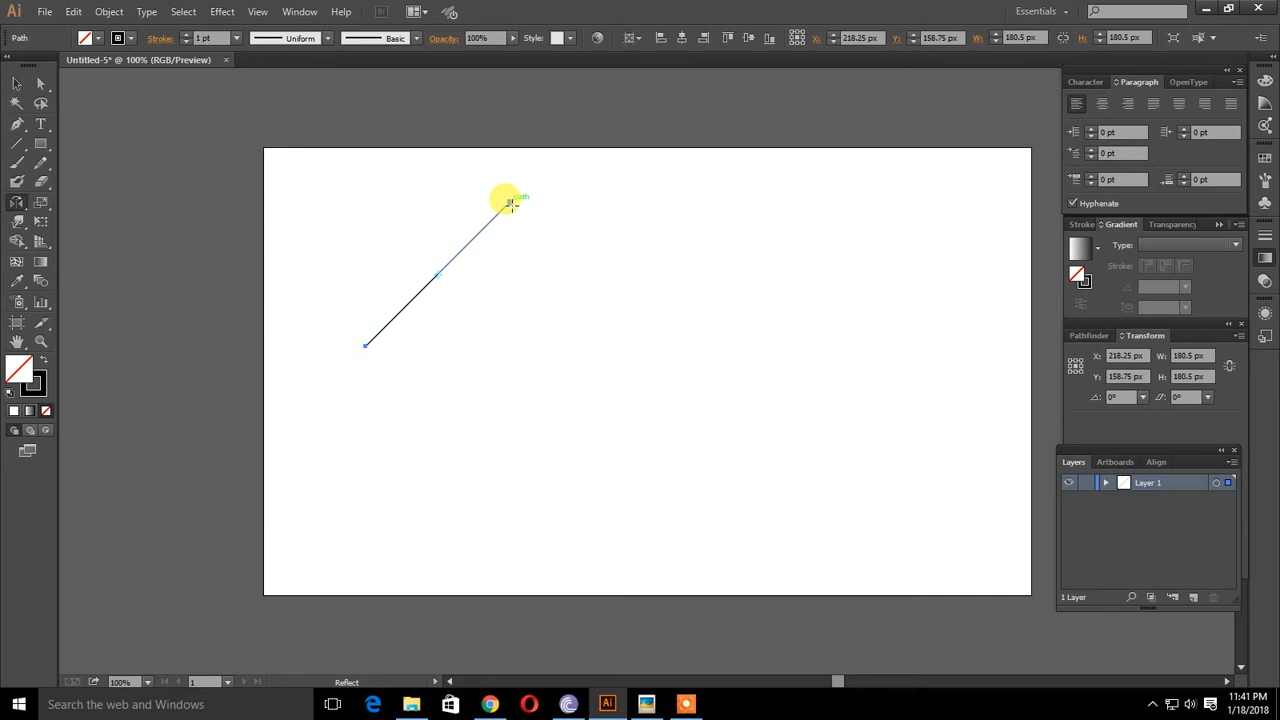 Ai File Edit Object Type Select Effect View Window Help Br Essentials
Path Stroke: 1 pt Uniform Basic Opacity: 100% Style: X: 218.25 px Y: 158.75 px W: 180.5 px H: 180.5 px
Untitled-5* @ 100% (RGB/Preview) ×
Character Paragraph OpenType
0 pt 0 pt
0 pt
0 pt 0 pt
Hyphenate
Stroke Gradient Transparency
Type:
Stroke:
Pathfinder Transform
X: 218.25 px W: 180.5 px
Y: 158.75 px H: 180.5 px
0° 0°
Layers Artboards Align
Layer 1
1 Layer
path
100% 1 Reflect
Search the web and Windows
Ai
11:41 PM
1/18/2018